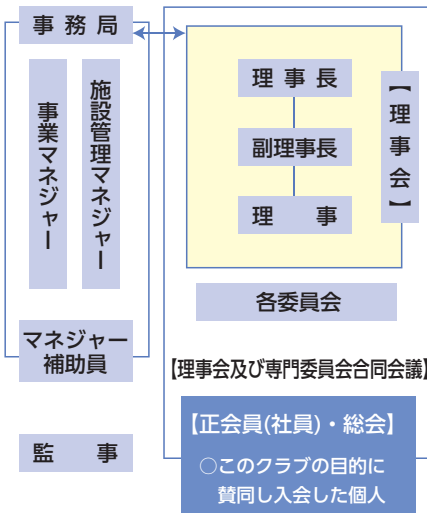 事務局
事業マネジャー
施設管理マネジャー
マネジャー
補助員
監　事
理事長
副理事長
理　事
【理事会】
各委員会
【理事会及び専門委員会合同会議】
【正会員(社員)・総会】
○このクラブの目的に
賛同し入会した個人